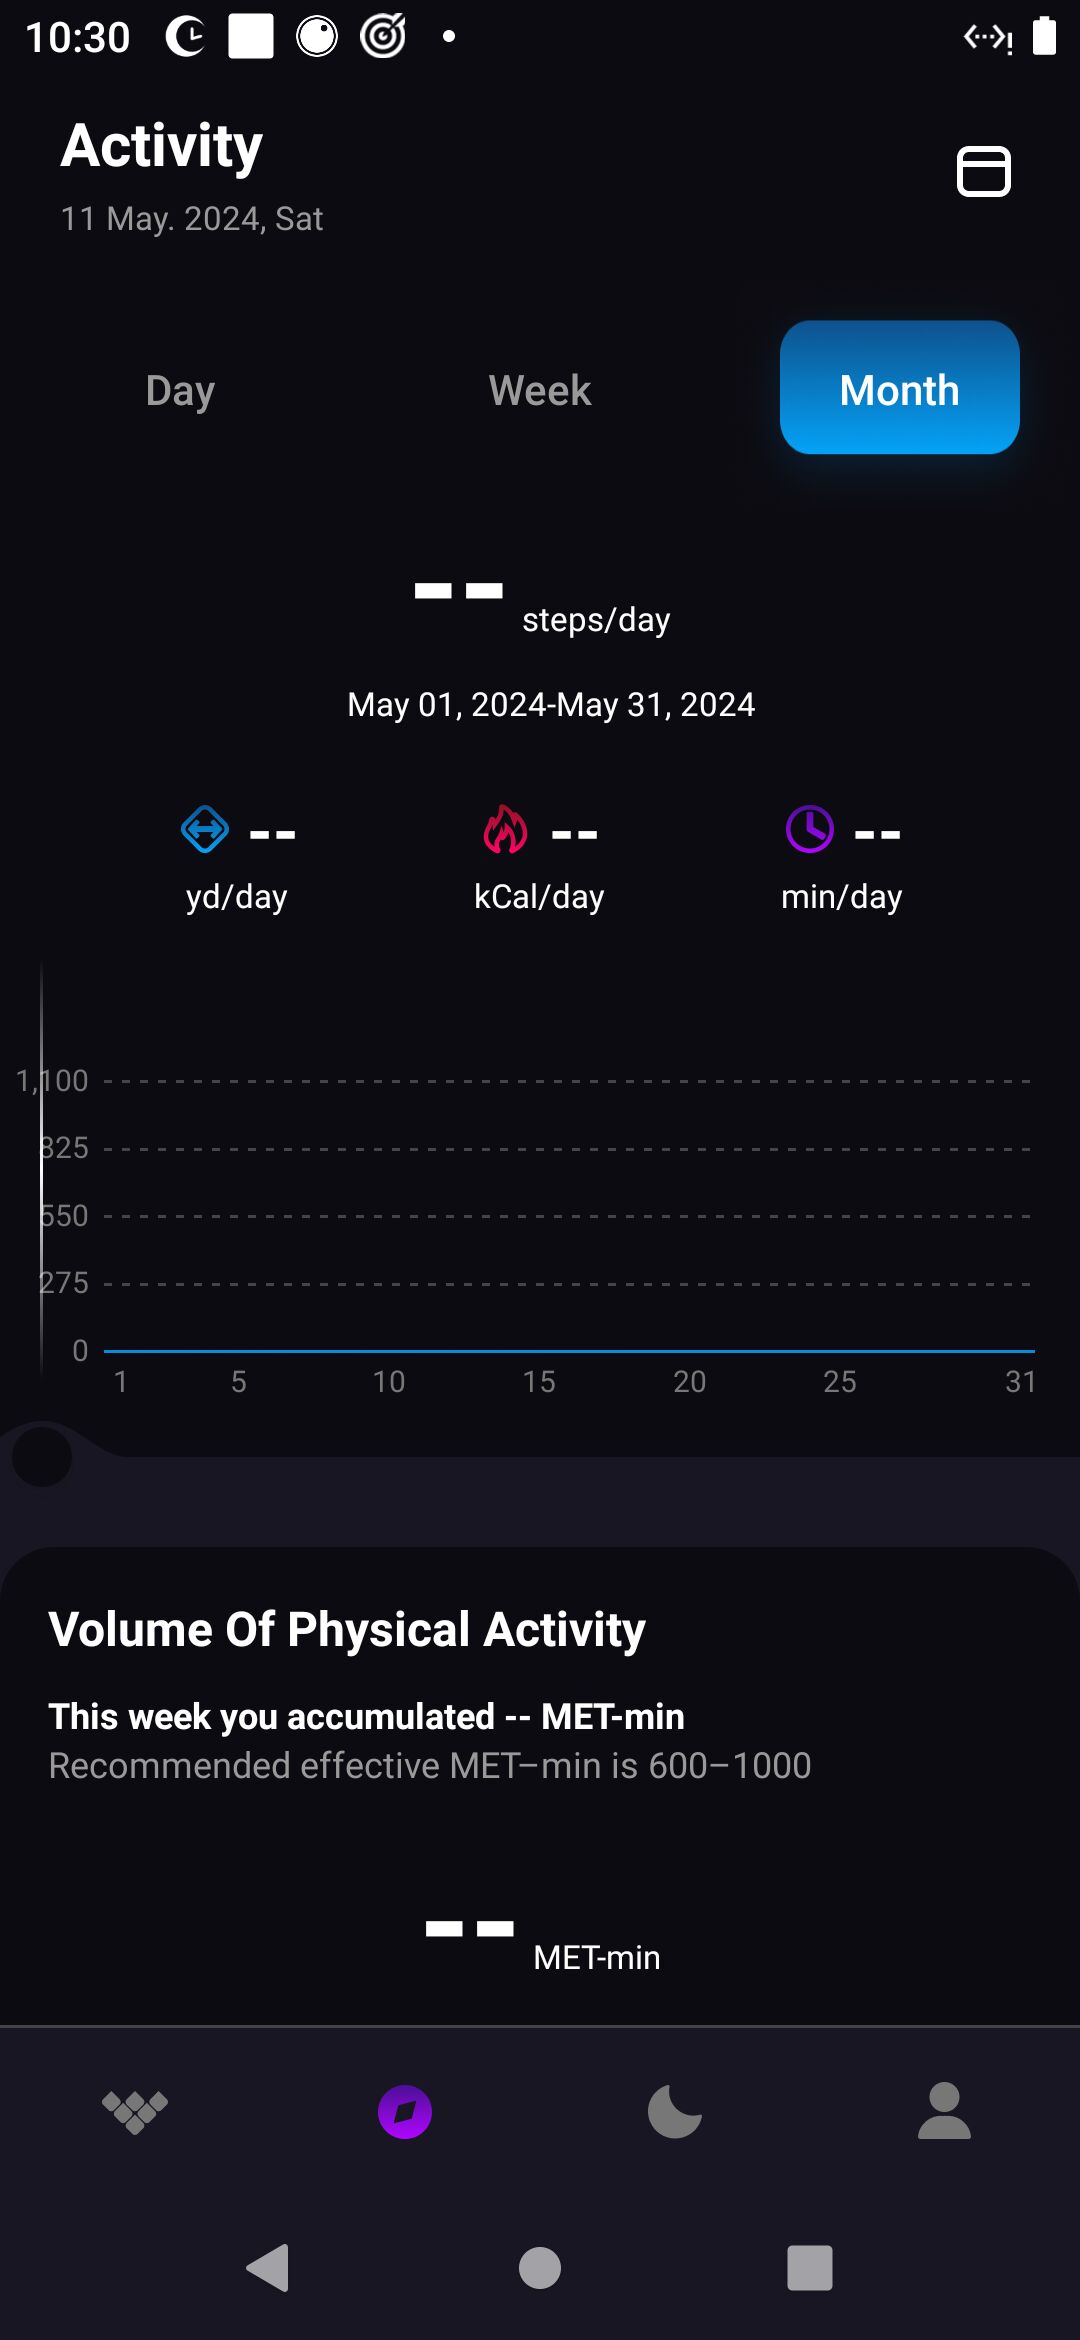 10:30
Activity
11 May. 2024, Sat
Day
Week
Month
-- steps/day
May 01, 2024-May 31, 2024
--
yd/day
--
kCal/day
--
min/day
1,100
825
550
275
0
1 5 10 15 20 25 31
Volume Of Physical Activity
This week you accumulated -- MET-min
Recommended effective MET–min is 600–1000
-- MET-min